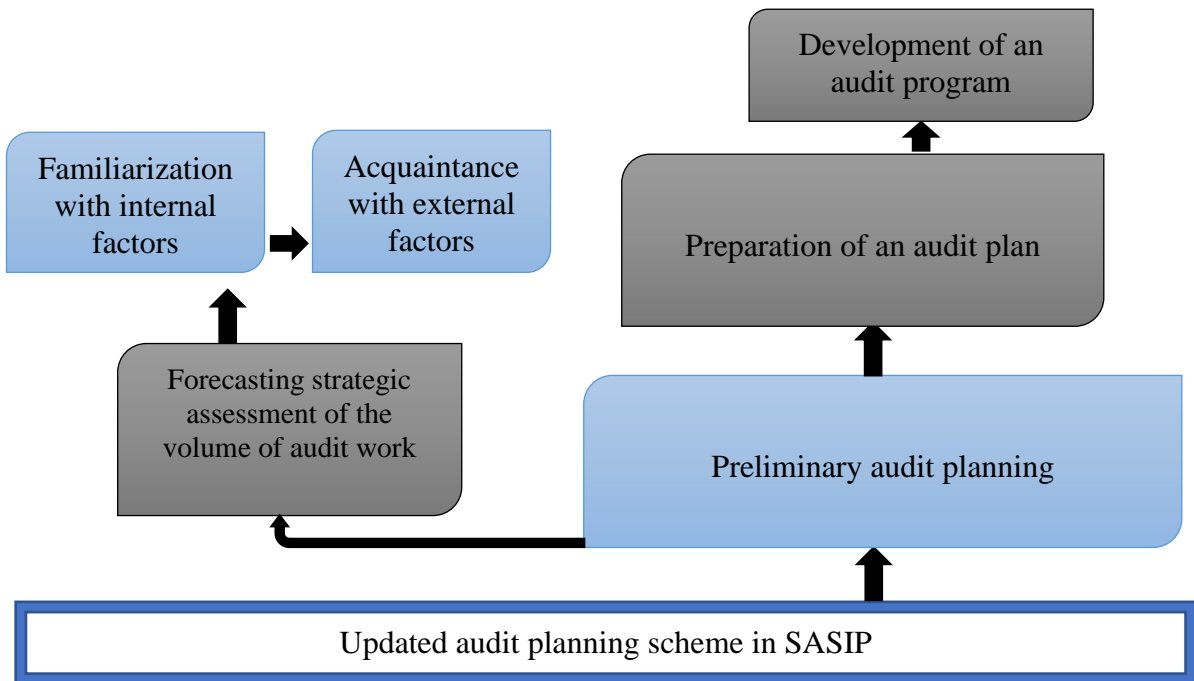 Development of an
audit program
Familiarization
with internal
factors
Acquaintance
with external
factors
Preparation of an audit plan
Forecasting strategic
assessment of the
volume of audit work
Preliminary audit planning
Updated audit planning scheme in SASIP